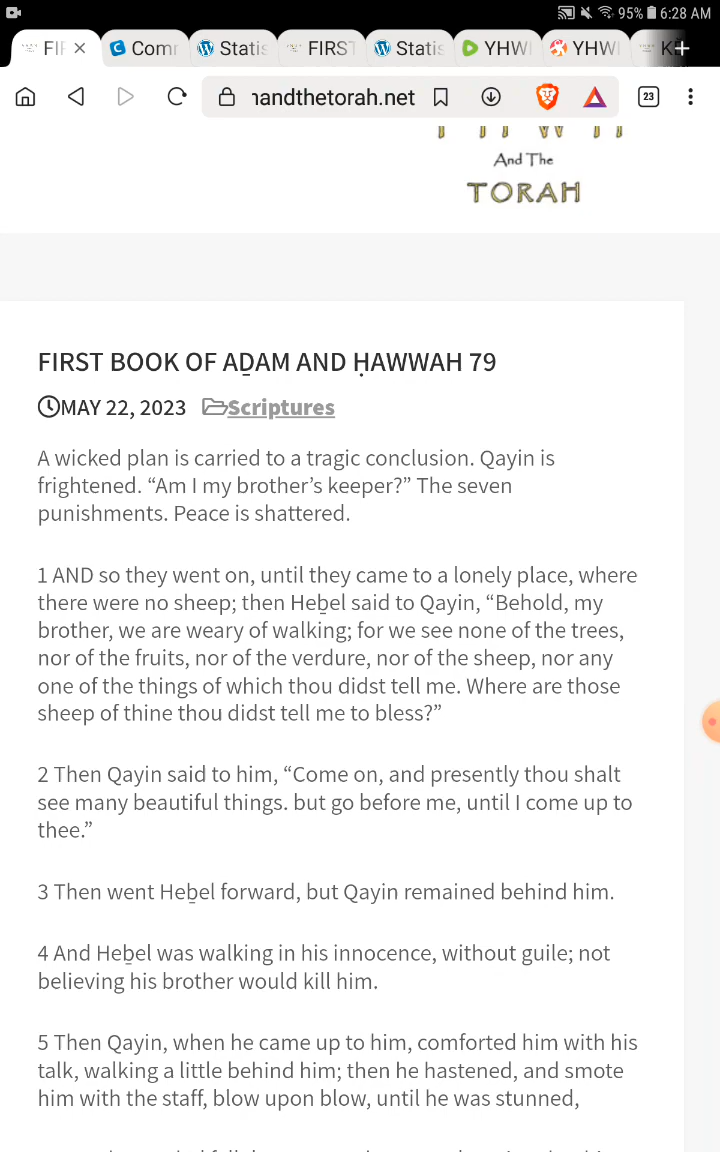 95% 6:28 AM
FI Comr Statis FIRST Statis YHWI YHWI K
handthetorah.net 23
And The
TORAH
FIRST BOOK OF AḎAM AND ḤAWWAH 79
MAY 22, 2023 Scriptures
A wicked plan is carried to a tragic conclusion. Qayin is
frightened. “Am I my brother’s keeper?” The seven
punishments. Peace is shattered.
1 AND so they went on, until they came to a lonely place, where
there were no sheep; then Heḇel said to Qayin, “Behold, my
brother, we are weary of walking; for we see none of the trees,
nor of the fruits, nor of the verdure, nor of the sheep, nor any
one of the things of which thou didst tell me. Where are those
sheep of thine thou didst tell me to bless?”
2 Then Qayin said to him, “Come on, and presently thou shalt
see many beautiful things. but go before me, until I come up to
thee.”
3 Then went Heḇel forward, but Qayin remained behind him.
4 And Heḇel was walking in his innocence, without guile; not
believing his brother would kill him.
5 Then Qayin, when he came up to him, comforted him with his
talk, walking a little behind him; then he hastened, and smote
him with the staff, blow upon blow, until he was stunned,